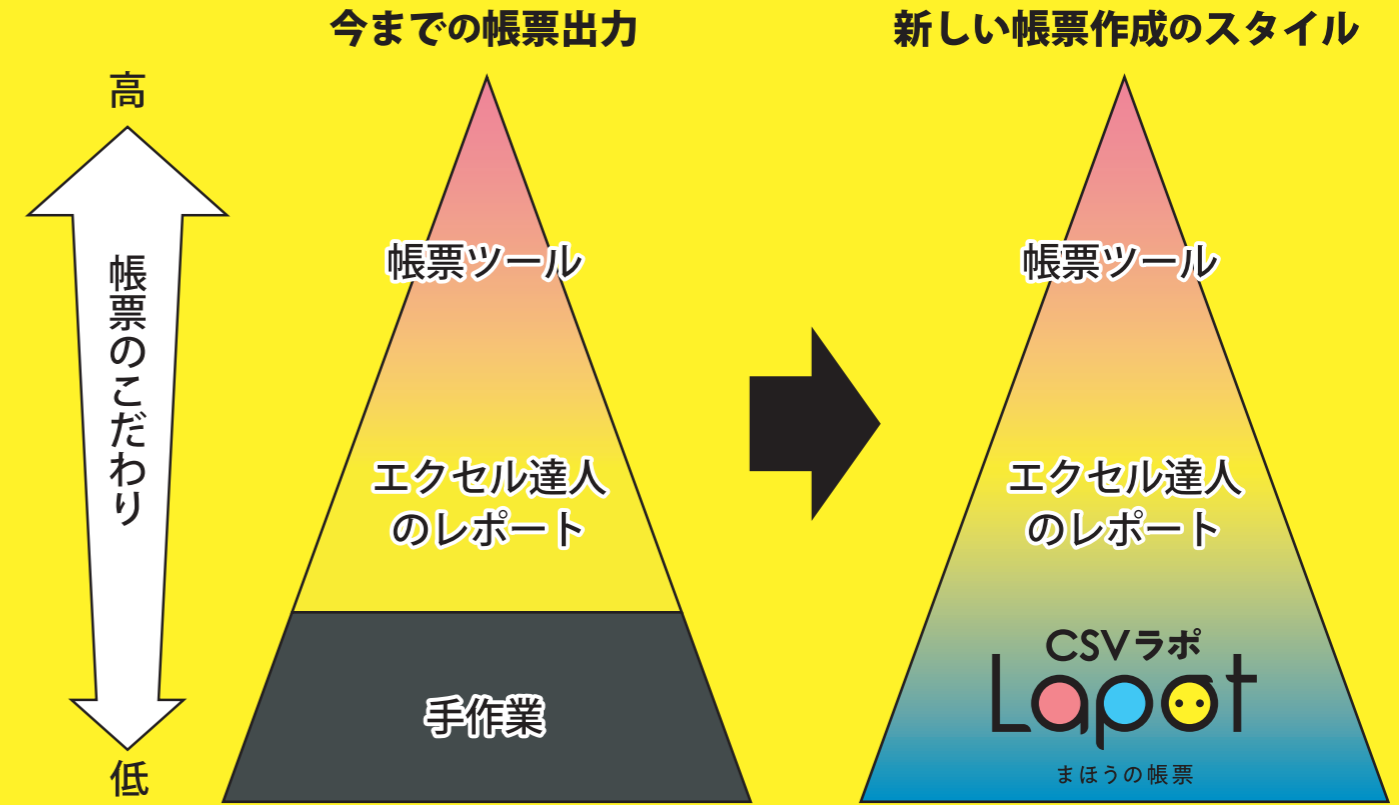 今までの帳票出力
新しい帳票作成のスタイル
高
帳票のこだわり
低
帳票ツール
エクセル達人
のレポート
手作業
帳票ツール
エクセル達人
のレポート
CSVラポ
Lapot
まほうの帳票